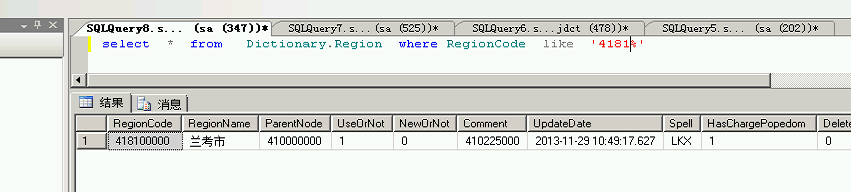 SQLQuery8.s... (sa (347))* SQLQuery7.s... (sa (525))* SQLQuery6.s...jdct (478))* SQLQuery5.s... (sa (202))*
select * from Dictionary.Region where RegionCode like '4181%'
结果 消息
RegionCode RegionName ParentNode UseOrNot NewOrNot Comment UpdateDate Spell HasChargePopedom Delete
1 418100000 兰考市 410000000 1 0 410225000 2013-11-29 10:49:17.627 LKX 1 0